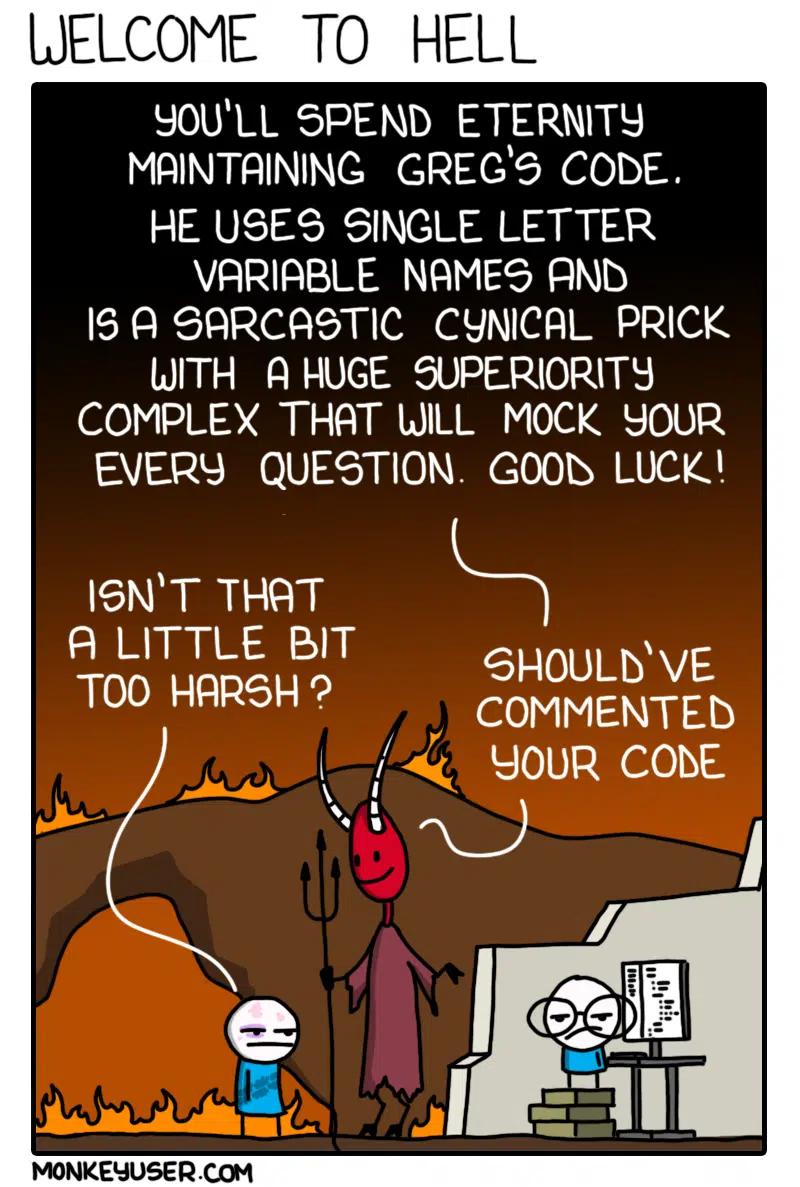 WELCOME TO HELL
YOU'LL SPEND ETERNITY
MAINTAINING GREG'S CODE.
HE USES SINGLE LETTER
VARIABLE NAMES AND
IS A SARCASTIC CYNICAL PRICK
WITH A HUGE SUPERIORITY
COMPLEX THAT WILL MOCK YOUR
EVERY QUESTION. GOOD LUCK!
ISN'T THAT
A LITTLE BIT
TOO HARSH?
SHOULD'VE
COMMENTED
YOUR CODE
MONKEYUSER.COM